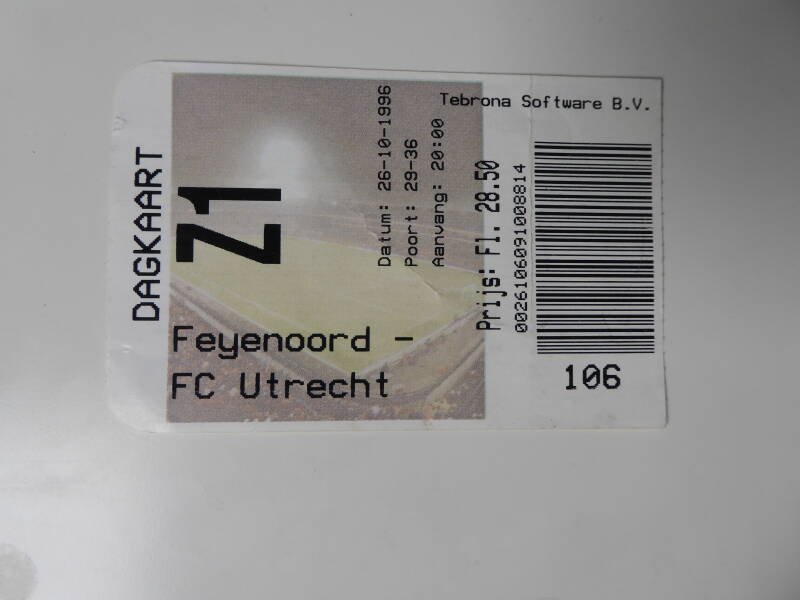 DAGKAART
Z1
Feyenoord -
FC Utrecht
Datum: 26-10-1996
Poort: 29-36
Aanvang: 20:00
Prijs: Fl. 28.50
Tebrona Software B.V.
0026106091008814
106